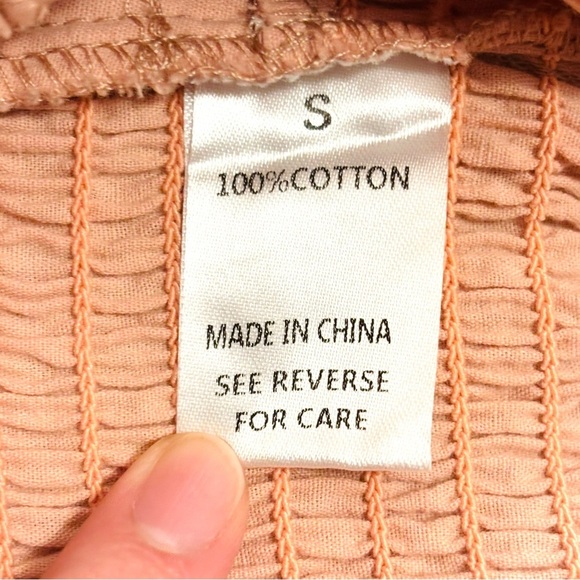 S
100%COTTON
MADE IN CHINA
SEE REVERSE
FOR CARE